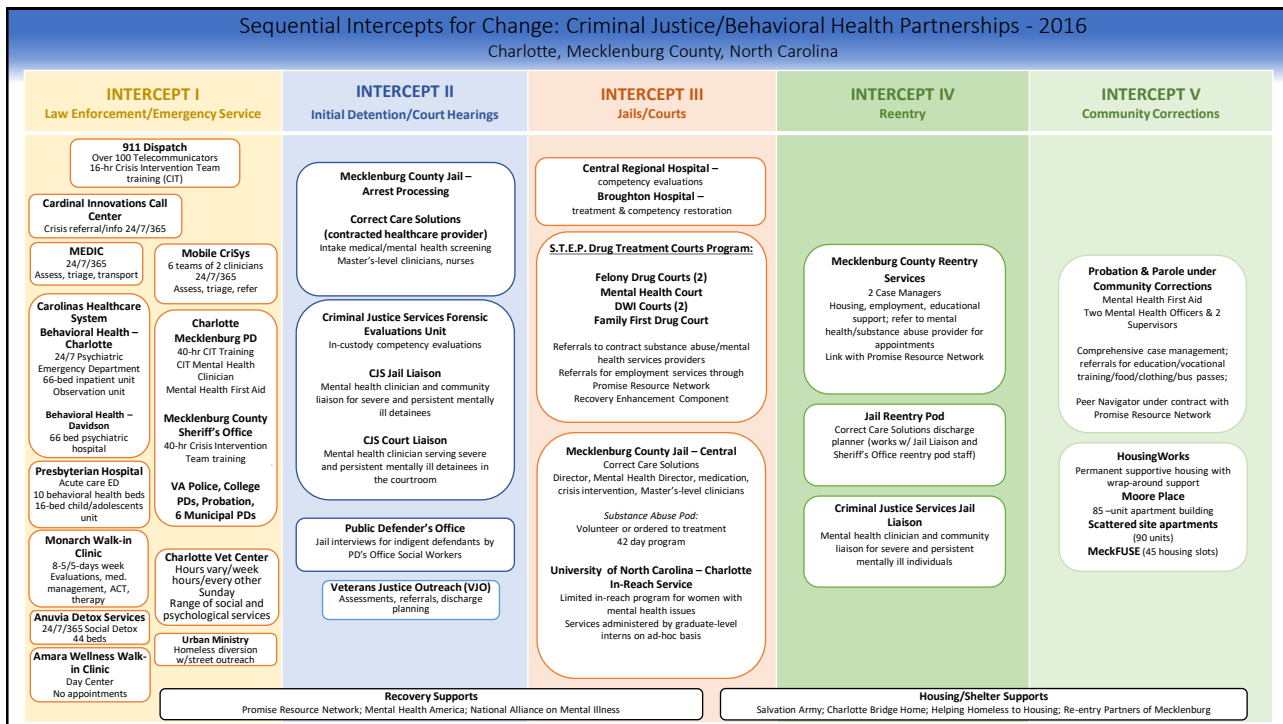 Sequential Intercepts for Change: Criminal Justice/Behavioral Health Partnerships - 2016
Charlotte, Mecklenburg County, North Carolina
INTERCEPT I
Law Enforcement/Emergency Service
911 Dispatch
Over 100 Telecommunicators
16-hr Crisis Intervention Team
training (CIT)
Cardinal Innovations Call
Center
Crisis referral/info 24/7/365
MEDIC
24/7/365
Assess, triage, transport
Mobile CriSys
6 teams of 2 clinicians
24/7/365
Assess, triage, refer
Carolinas Healthcare
System
Behavioral Health –
Charlotte
24/7 Psychiatric
Emergency Department
66-bed inpatient unit
Observation unit
Behavioral Health –
Davidson
66 bed psychiatric
hospital
Charlotte
Mecklenburg PD
40-hr CIT Training
CIT Mental Health
Clinician
Mental Health First Aid
Mecklenburg County
Sheriff's Office
40-hr Crisis Intervention
Team training
VA Police, College
PDs, Probation,
6 Municipal PDs
Presbyterian Hospital
Acute care ED
10 behavioral health beds
16-bed child/adolescents
unit
Monarch Walk-in
Clinic
8-5/5-days week
Evaluations, med.
management, ACT,
therapy
Charlotte Vet Center
Hours vary/week
hours/every other
Sunday
Range of social and
psychological services
Anuvia Detox Services
24/7/365 Social Detox
44 beds
Urban Ministry
Homeless diversion
w/street outreach
Amara Wellness Walk-
in Clinic
Day Center
No appointments
INTERCEPT II
Initial Detention/Court Hearings
Mecklenburg County Jail –
Arrest Processing
Correct Care Solutions
(contracted healthcare provider)
Intake medical/mental health screening
Master's-level clinicians, nurses
Criminal Justice Services Forensic
Evaluations Unit
In-custody competency evaluations
CJS Jail Liaison
Mental health clinician and community
liaison for severe and persistent mentally
ill detainees
CJS Court Liaison
Mental health clinician serving severe
and persistent mentally ill detainees in
the courtroom
Public Defender's Office
Jail interviews for indigent defendants by
PD's Office Social Workers
Veterans Justice Outreach (VJO)
Assessments, referrals, discharge
planning
INTERCEPT III
Jails/Courts
Central Regional Hospital –
competency evaluations
Broughton Hospital –
treatment & competency restoration
S.T.E.P. Drug Treatment Courts Program:
Felony Drug Courts (2)
Mental Health Court
DWI Courts (2)
Family First Drug Court
Referrals to contract substance abuse/mental
health services providers
Referrals for employment services through
Promise Resource Network
Recovery Enhancement Component
Mecklenburg County Jail – Central
Correct Care Solutions
Director, Mental Health Director, medication,
crisis intervention, Master's-level clinicians
Substance Abuse Pod:
Volunteer or ordered to treatment
42 day program
University of North Carolina – Charlotte
In-Reach Service
Limited in-reach program for women with
mental health issues
Services administered by graduate-level
interns on ad-hoc basis
INTERCEPT IV
Reentry
Mecklenburg County Reentry
Services
2 Case Managers
Housing, employment, educational
support; refer to mental
health/substance abuse provider for
appointments
Link with Promise Resource Network
Jail Reentry Pod
Correct Care Solutions discharge
planner (works w/ Jail Liaison and
Sheriff's Office reentry pod staff)
Criminal Justice Services Jail
Liaison
Mental health clinician and community
liaison for severe and persistent
mentally ill individuals
INTERCEPT V
Community Corrections
Probation & Parole under
Community Corrections
Mental Health First Aid
Two Mental Health Officers & 2
Supervisors
Comprehensive case management;
referrals for education/vocational
training/food/clothing/bus passes;
Peer Navigator under contract with
Promise Resource Network
HousingWorks
Permanent supportive housing with
wrap-around support
Moore Place
85 –unit apartment building
Scattered site apartments
(90 units)
MeckFUSE (45 housing slots)
Recovery Supports
Promise Resource Network; Mental Health America; National Alliance on Mental Illness
Housing/Shelter Supports
Salvation Army; Charlotte Bridge Home; Helping Homeless to Housing; Re-entry Partners of Mecklenburg